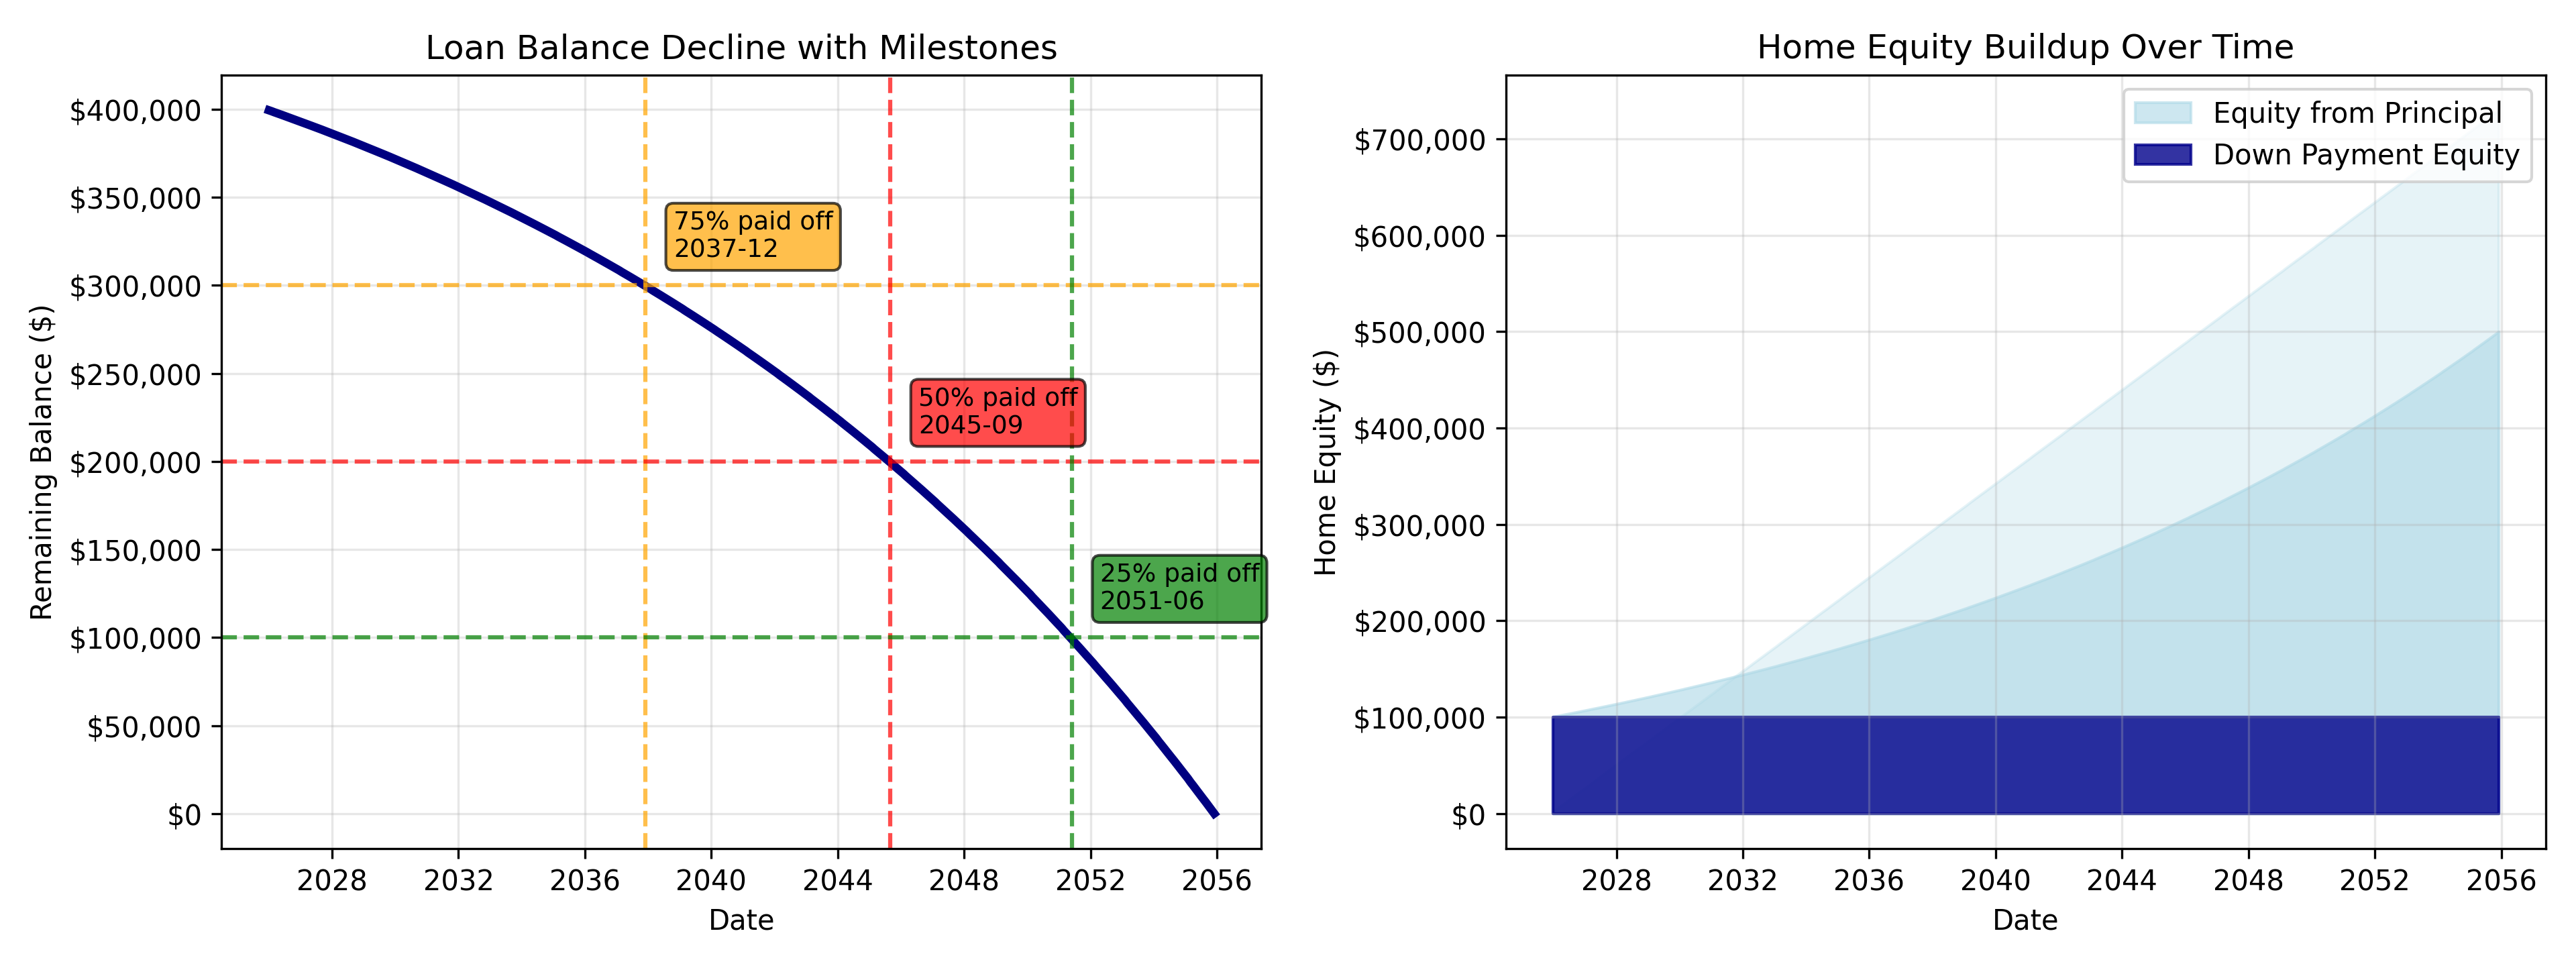 Loan Balance Decline with Milestones
Remaining Balance ($)
$400,000
$350,000
$300,000
$250,000
$200,000
$150,000
$100,000
$50,000
$0
75% paid off
2037-12
50% paid off
2045-09
25% paid off
2051-06
2028 2032 2036 2040 2044 2048 2052 2056
Date
Home Equity Buildup Over Time
Home Equity ($)
$700,000
$600,000
$500,000
$400,000
$300,000
$200,000
$100,000
$0
Equity from Principal
Down Payment Equity
2028 2032 2036 2040 2044 2048 2052 2056
Date